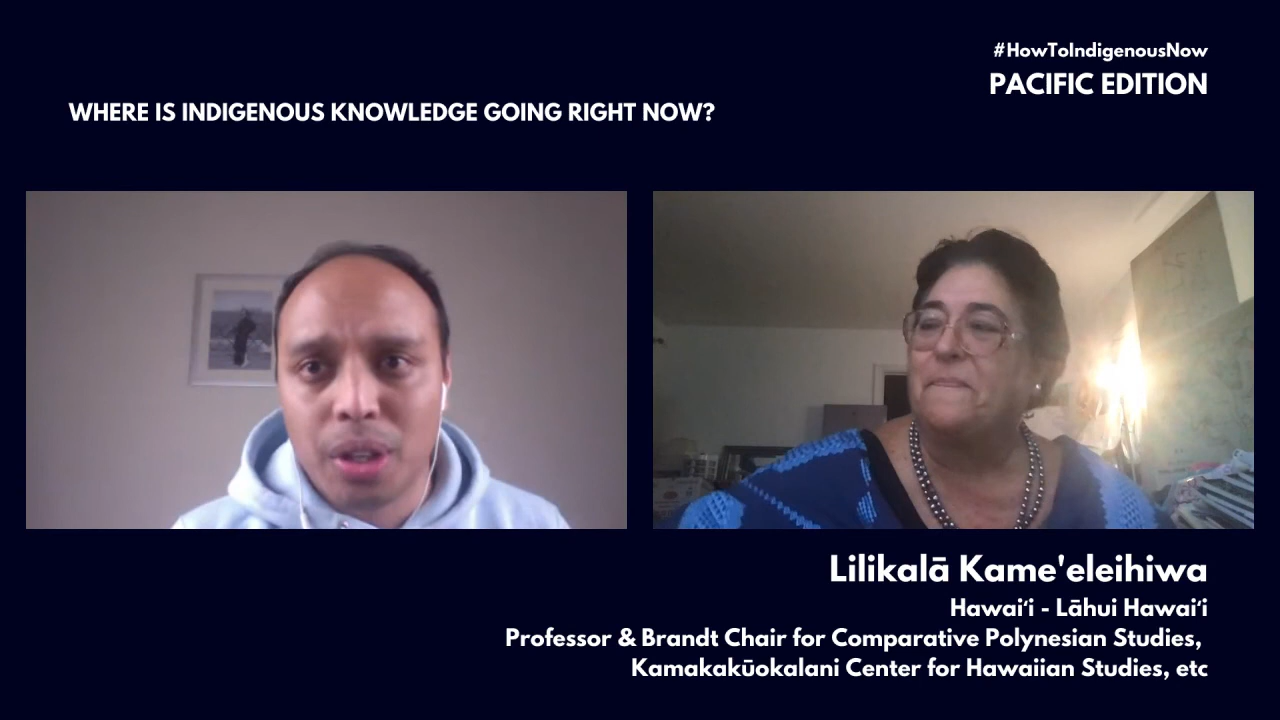 #HowToIndigenousNow
PACIFIC EDITION
WHERE IS INDIGENOUS KNOWLEDGE GOING RIGHT NOW?
Lilikalā Kame'eleihiwa
Hawaiʻi - Lāhui Hawaiʻi
Professor & Brandt Chair for Comparative Polynesian Studies,
Kamakakūokalani Center for Hawaiian Studies, etc